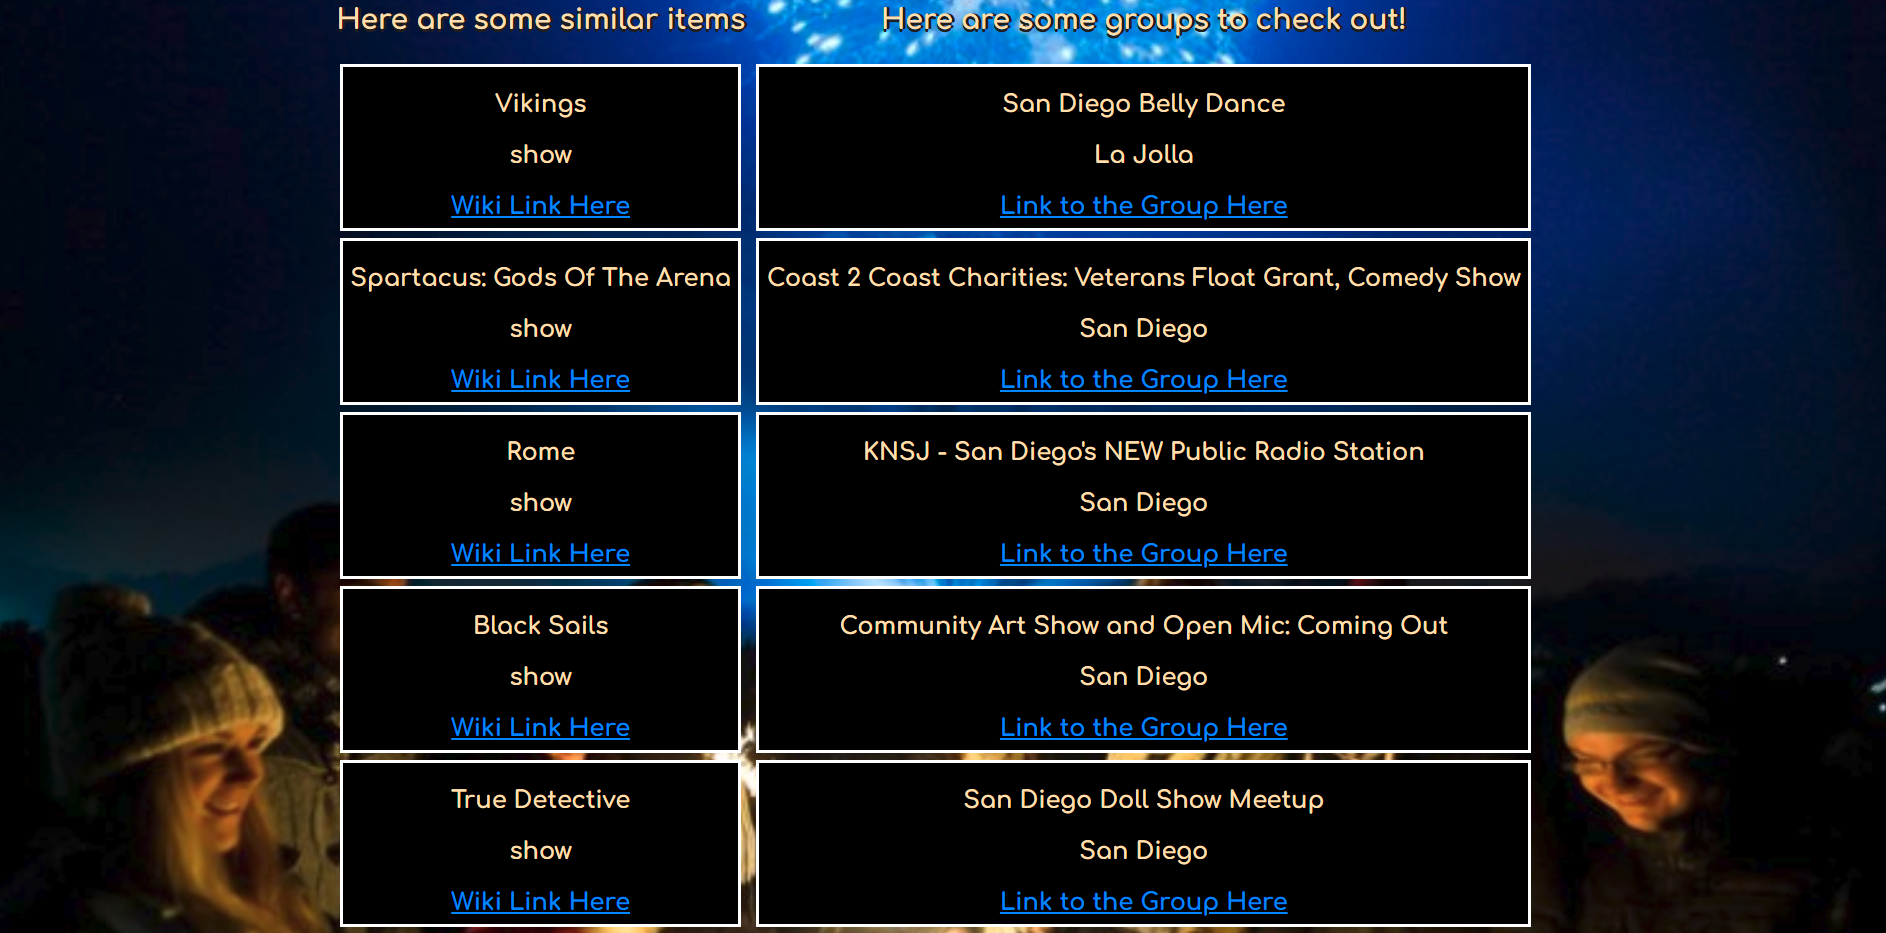 Here are some similar items
Vikings
show
Wiki Link Here
Spartacus: Gods Of The Arena
show
Wiki Link Here
Rome
show
Wiki Link Here
Black Sails
show
Wiki Link Here
True Detective
show
Wiki Link Here
Here are some groups to check out!
San Diego Belly Dance
La Jolla
Link to the Group Here
Coast 2 Coast Charities: Veterans Float Grant, Comedy Show
San Diego
Link to the Group Here
KNSJ - San Diego's NEW Public Radio Station
San Diego
Link to the Group Here
Community Art Show and Open Mic: Coming Out
San Diego
Link to the Group Here
San Diego Doll Show Meetup
San Diego
Link to the Group Here